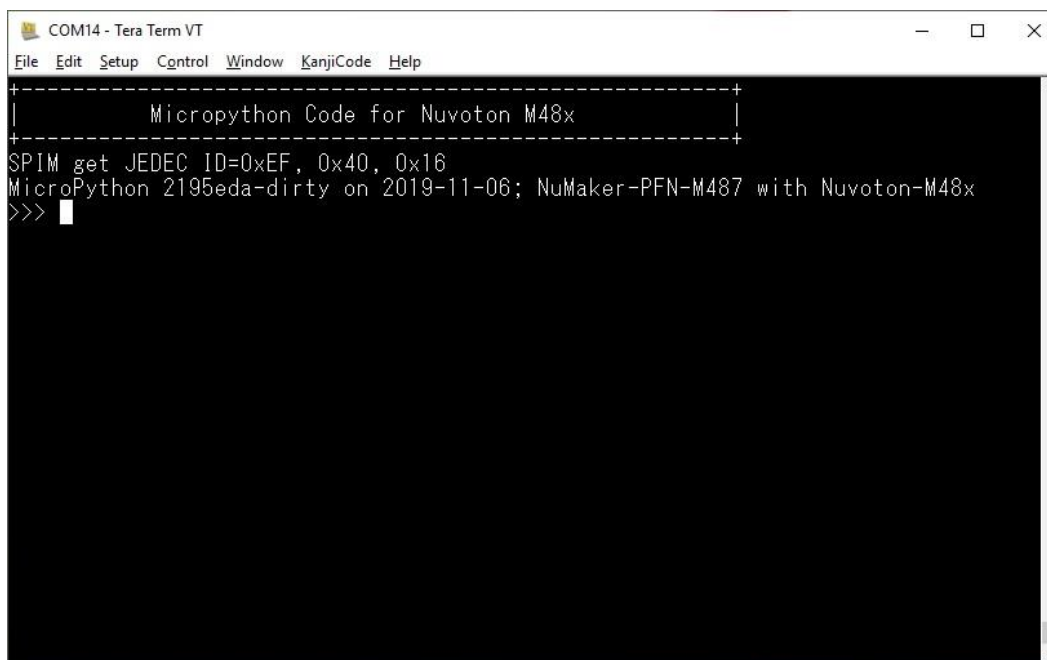 COM14 - Tera Term VT
File Edit Setup Control Window KanjiCode Help
+-------------------------------------------------------+
| Micropython Code for Nuvoton M48x |
+-------------------------------------------------------+
SPIM get JEDEC ID=0xEF, 0x40, 0x16
MicroPython 2195eda-dirty on 2019-11-06; NuMaker-PFN-M487 with Nuvoton-M48x
>>>